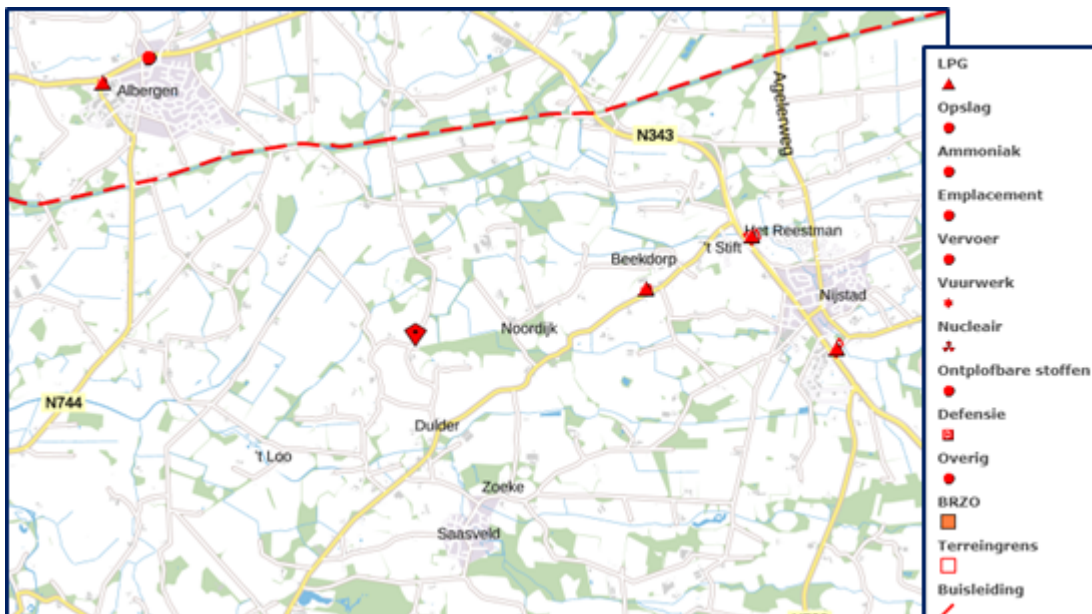 Albergen
N343
Agelerweg
Het Reestman
't Stift
Beekdorp
Nijstad
Noordijk
N744
Dulder
't Loo
Zoeke
Saasveld
LPG
Opslag
Ammoniak
Emplacement
Vervoer
Vuurwerk
Nucleair
Ontplofbare stoffen
Defensie
Overig
BRZO
Terreingrens
Buisleiding